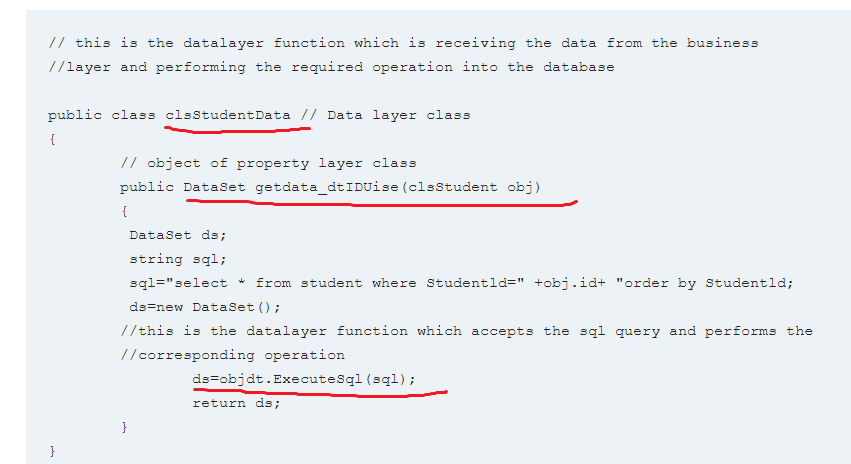 // this is the datalayer function which is receiving the data from the business
//layer and performing the required operation into the database
public class clsStudentData // Data layer class
{
// object of property layer class
public DataSet getdata_dtIDUise(clsStudent obj)
{
DataSet ds;
string sql;
sql="select * from student where Studentld=" +obj.id+ "order by Studentld;
ds=new DataSet();
//this is the datalayer function which accepts the sql query and performs the
//corresponding operation
ds=objdt.ExecuteSql(sql);
return ds;
}
}